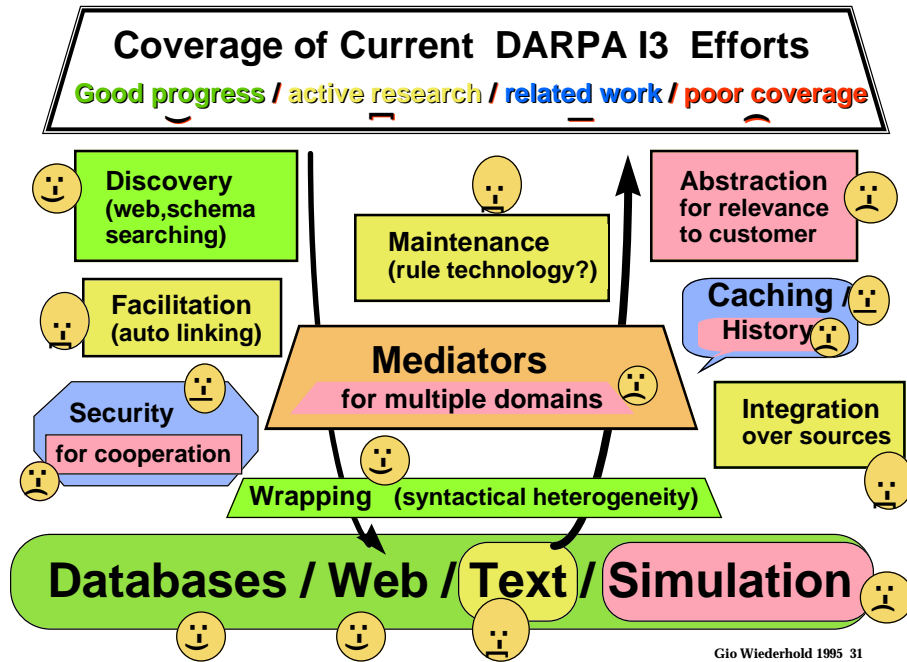 Coverage of Current DARPA I3 Efforts
Good progress / active research / related work / poor coverage
Discovery
(web,schema
searching)
Maintenance
(rule technology?)
Abstraction
for relevance
to customer
Facilitation
(auto linking)
Caching /
History
Mediators
for multiple domains
Security
for cooperation
Integration
over sources
Wrapping (syntactical heterogeneity)
Databases / Web / Text / Simulation
Gio Wiederhold 1995 31